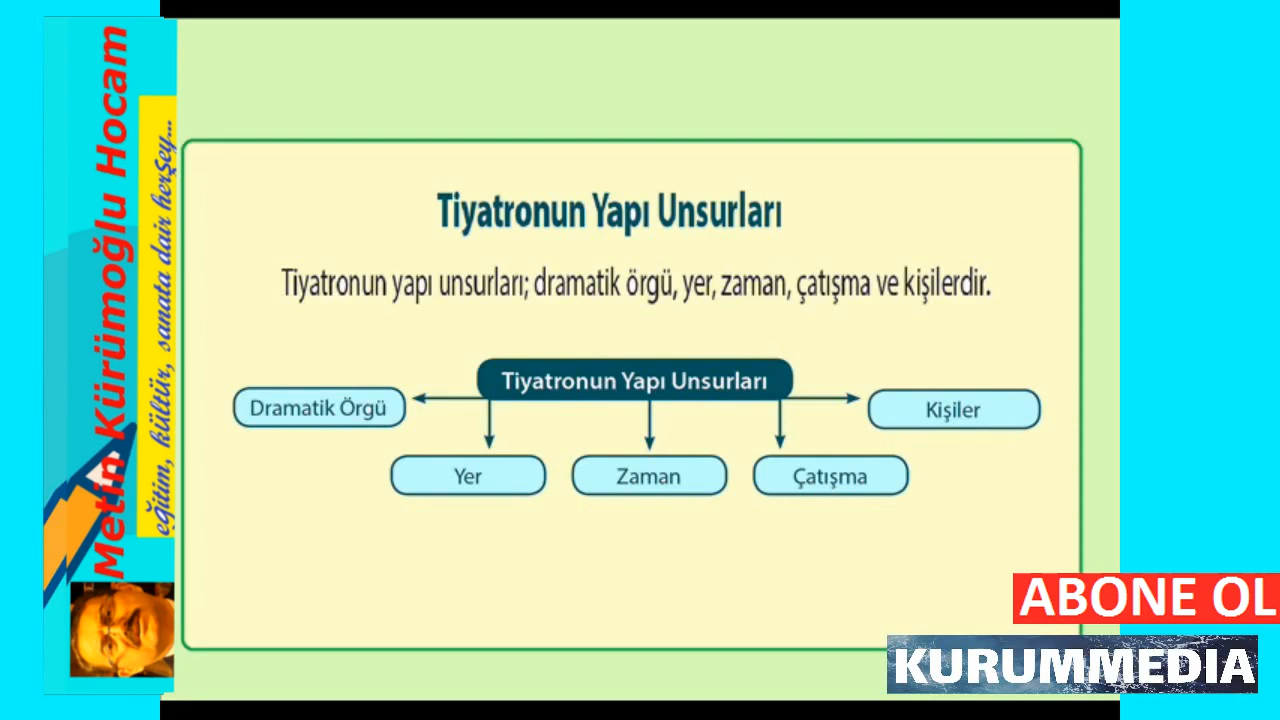 Metin Kürümoğlu Hocam
eğitim, kültür, sanata dair herşey...
Tiyatronun Yapı Unsurları
Tiyatronun yapı unsurları; dramatik örgü, yer, zaman, çatışma ve kişilerdir.
Tiyatronun Yapı Unsurları
Dramatik Örgü
Kişiler
Yer
Zaman
Çatışma
ABONE OL
KURUMMEDIA